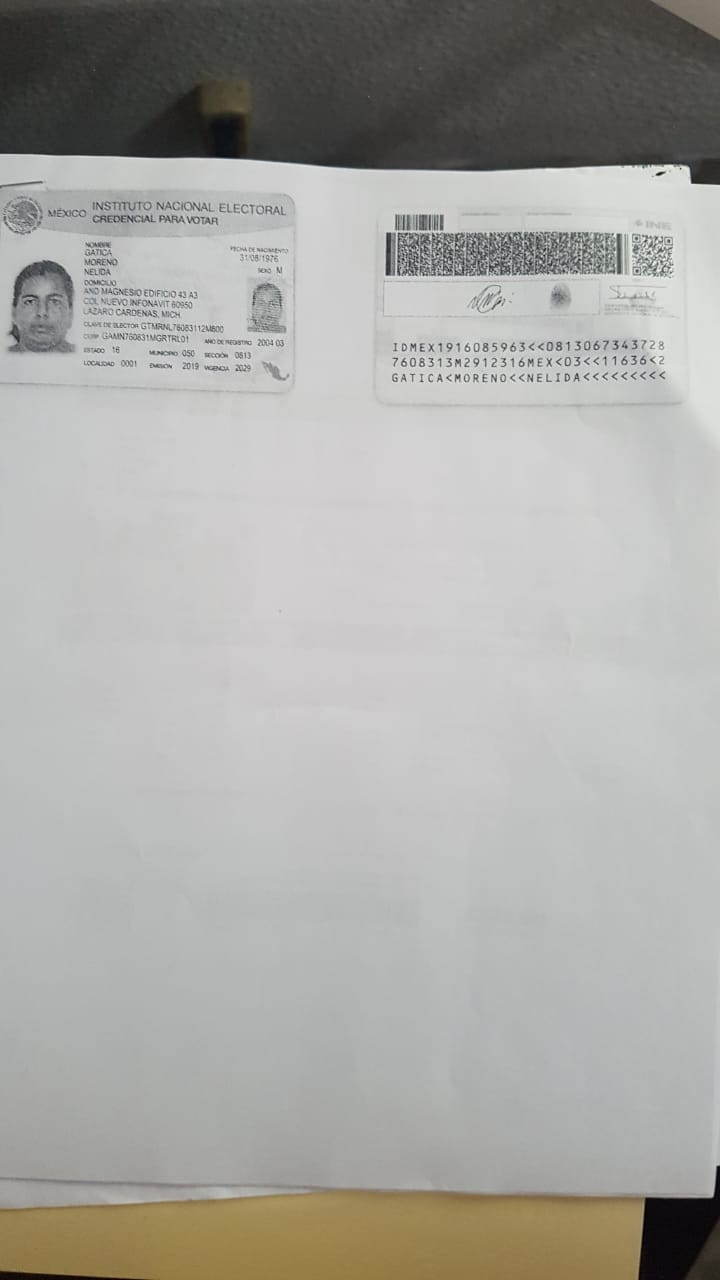 MÉXICO INSTITUTO NACIONAL ELECTORAL
CREDENCIAL PARA VOTAR
NOMBRE
GATICA
MORENO
NELIDA
FECHA DE NACIMIENTO
31/08/1976
SEXO M
DOMICILIO
AND MAGNESIO EDIFICIO 43 A3
COL NUEVO INFONAVIT 60950
LAZARO CARDENAS, MICH.
CLAVE DE ELECTOR GTMRNL76083112M600
CURP GAMN760831MGRTRL01 AÑO DE REGISTRO 2004 03
ESTADO 16 MUNICIPIO 050 SECCIÓN 0813
LOCALIDAD 0001 EMISIÓN 2019 VIGENCIA 2029
INE
IDMEX1916085963<<0813067343728
7608313M2912316MEX<03<<11636<2
GATICA<MORENO<<NELIDA<<<<<<<<<